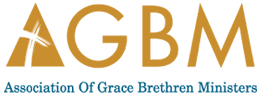 AGBM
Association Of Grace Brethren Ministers